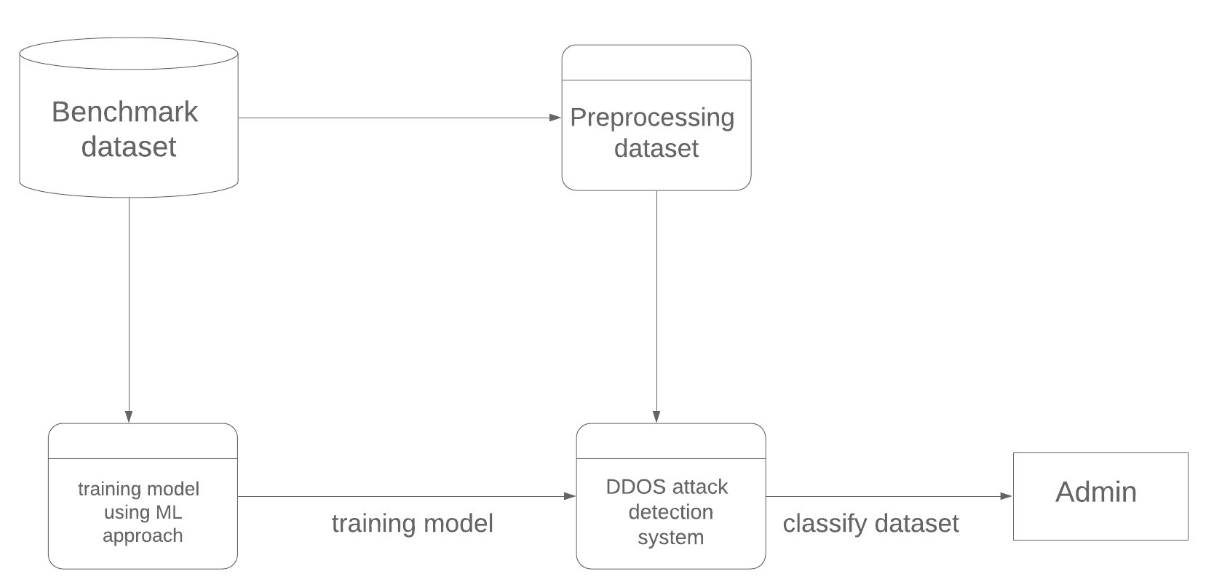 Benchmark
dataset
Preprocessing
dataset
training model
using ML
approach
training model
DDOS attack
detection
system
classify dataset
Admin